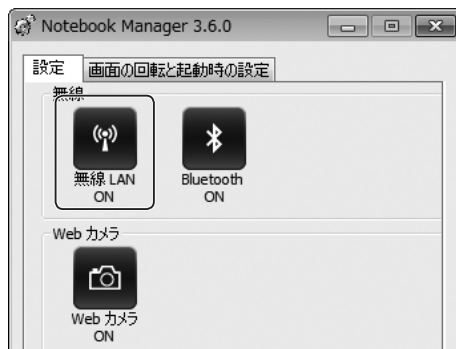 Notebook Manager 3.6.0
設定 画面の回転と起動時の設定
無線
無線 LAN Bluetooth
ON ON
Web カメラ
Web カメラ
ON